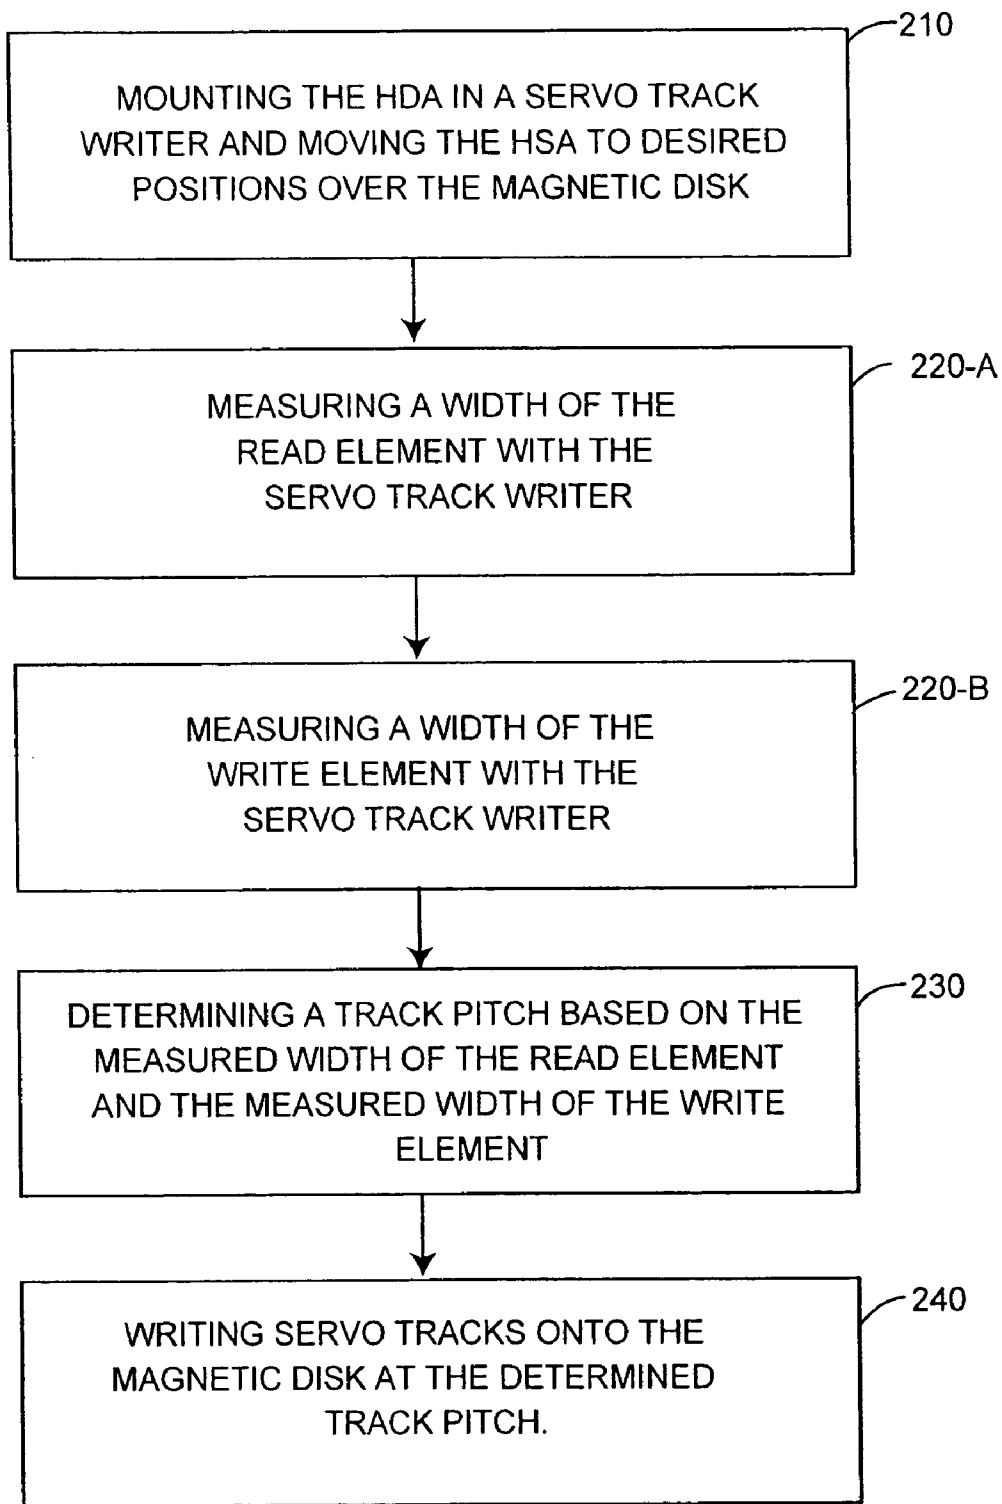 210
MOUNTING THE HDA IN A SERVO TRACK
WRITER AND MOVING THE HSA TO DESIRED
POSITIONS OVER THE MAGNETIC DISK
220-A
MEASURING A WIDTH OF THE
READ ELEMENT WITH THE
SERVO TRACK WRITER
220-B
MEASURING A WIDTH OF THE
WRITE ELEMENT WITH THE
SERVO TRACK WRITER
230
DETERMINING A TRACK PITCH BASED ON THE
MEASURED WIDTH OF THE READ ELEMENT
AND THE MEASURED WIDTH OF THE WRITE
ELEMENT
240
WRITING SERVO TRACKS ONTO THE
MAGNETIC DISK AT THE DETERMINED
TRACK PITCH.